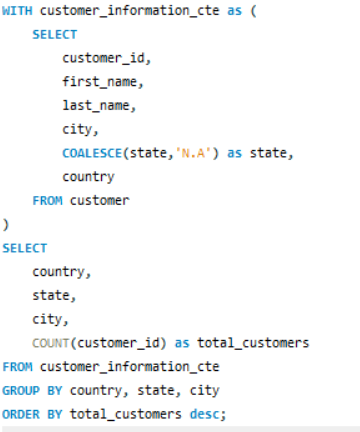 WITH customer_information_cte as (
SELECT
customer_id,
first_name,
last_name,
city,
COALESCE(state,'N.A') as state,
country
FROM customer
)
SELECT
country,
state,
city,
COUNT(customer_id) as total_customers
FROM customer_information_cte
GROUP BY country, state, city
ORDER BY total_customers desc;